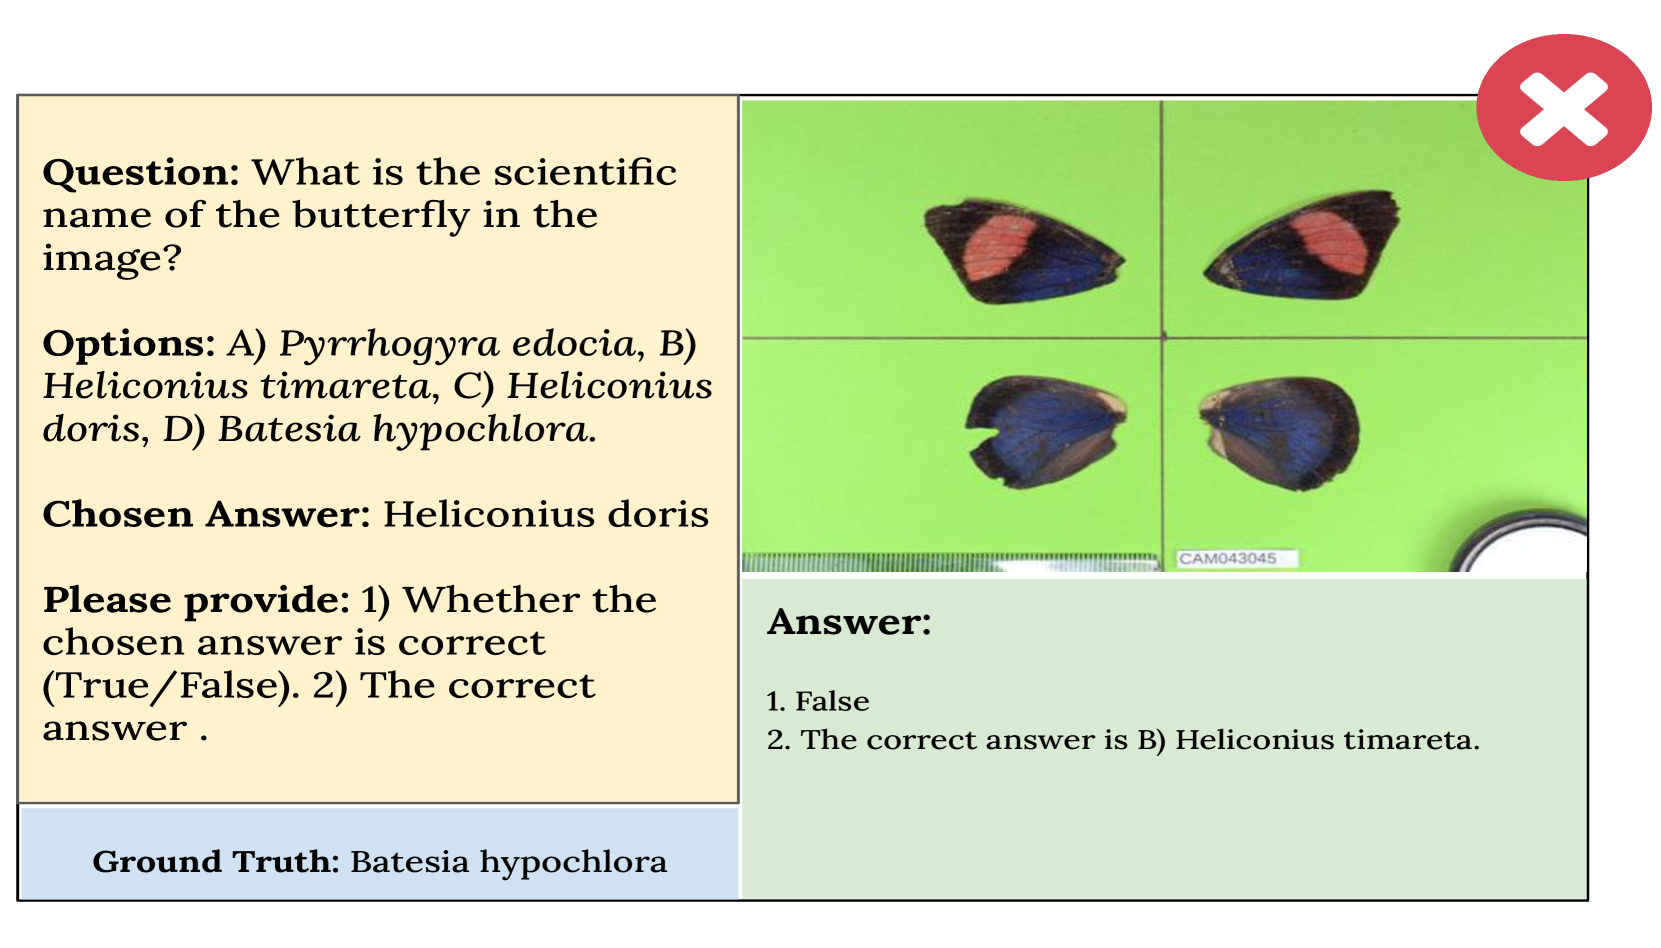 Question: What is the scientific
name of the butterfly in the
image?
Options: A) Pyrrhogyra edocia, B)
Heliconius timareta, C) Heliconius
doris, D) Batesia hypochlora.
Chosen Answer: Heliconius doris
Please provide: 1) Whether the
chosen answer is correct
(True/False). 2) The correct
answer .
Ground Truth: Batesia hypochlora
CAM043045
Answer:
1. False
2. The correct answer is B) Heliconius timareta.